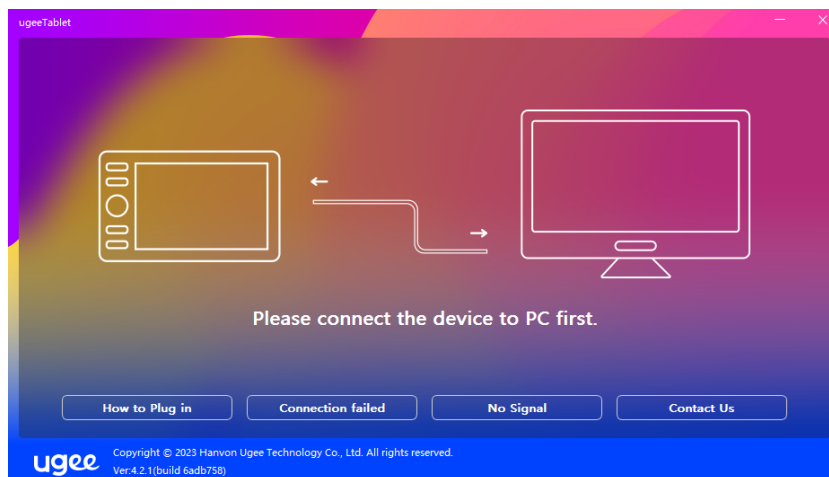 ugeeTablet
Please connect the device to PC first.
How to Plug in
Connection failed
No Signal
Contact Us
ugee
Copyright © 2023 Hanvon Ugee Technology Co., Ltd. All rights reserved.
Ver:4.2.1(build 6adb758)